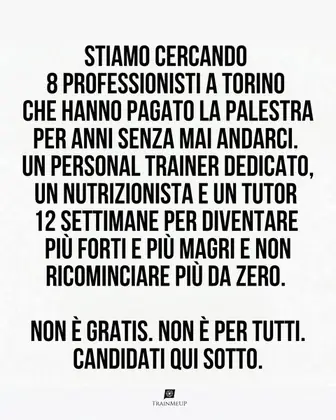 STIAMO CERCANDO
8 PROFESSIONISTI A TORINO
CHE HANNO PAGATO LA PALESTRA
PER ANNI SENZA MAI ANDARCI.
UN PERSONAL TRAINER DEDICATO,
UN NUTRIZIONISTA E UN TUTOR
12 SETTIMANE PER DIVENTARE
PIÙ FORTI E PIÙ MAGRI E NON
RICOMINCIARE PIÙ DA ZERO.
NON È GRATIS. NON È PER TUTTI.
CANDIDATI QUI SOTTO.
TRAINMEUP